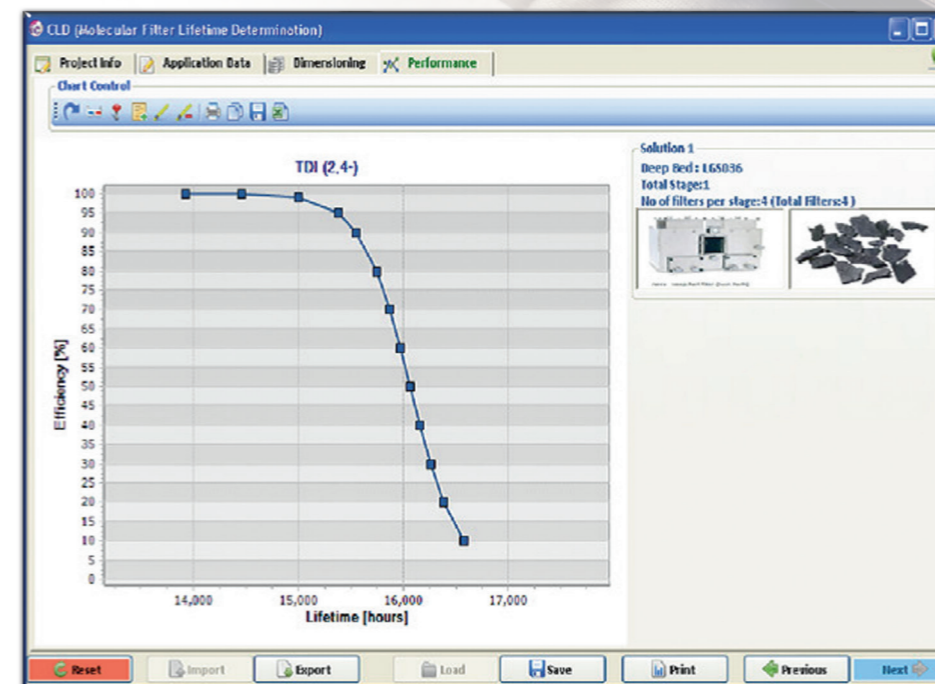 CLD (Molecular Filter Lifetime Determination)
Project Info Application Data Dimensioning Performance
Chart Control
TDI (2,4-)
100
95
90
85
80
75
70
65
60
55
50
45
40
35
30
25
20
15
10
5
0
Efficiency [%]
14,000 15,000 16,000 17,000
Lifetime [hours]
Solution 1
Deep Bed : LGS036
Total Stage:1
No of filters per stage:4 (Total Filters:4 )
Reset Import Export Load Save Print Previous Next